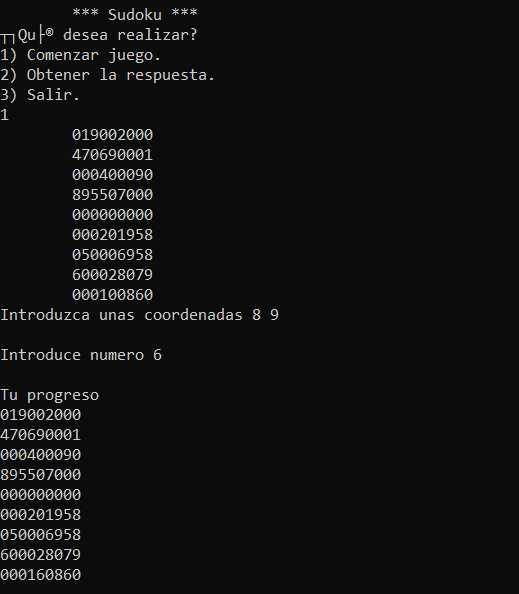 *** Sudoku ***
┬┐Qu├® desea realizar?
1) Comenzar juego.
2) Obtener la respuesta.
3) Salir.
1
019002000
470690001
000400090
895507000
000000000
000201958
050006958
600028079
000100860
Introduzca unas coordenadas 8 9
Introduce numero 6
Tu progreso
019002000
470690001
000400090
895507000
000000000
000201958
050006958
600028079
000160860